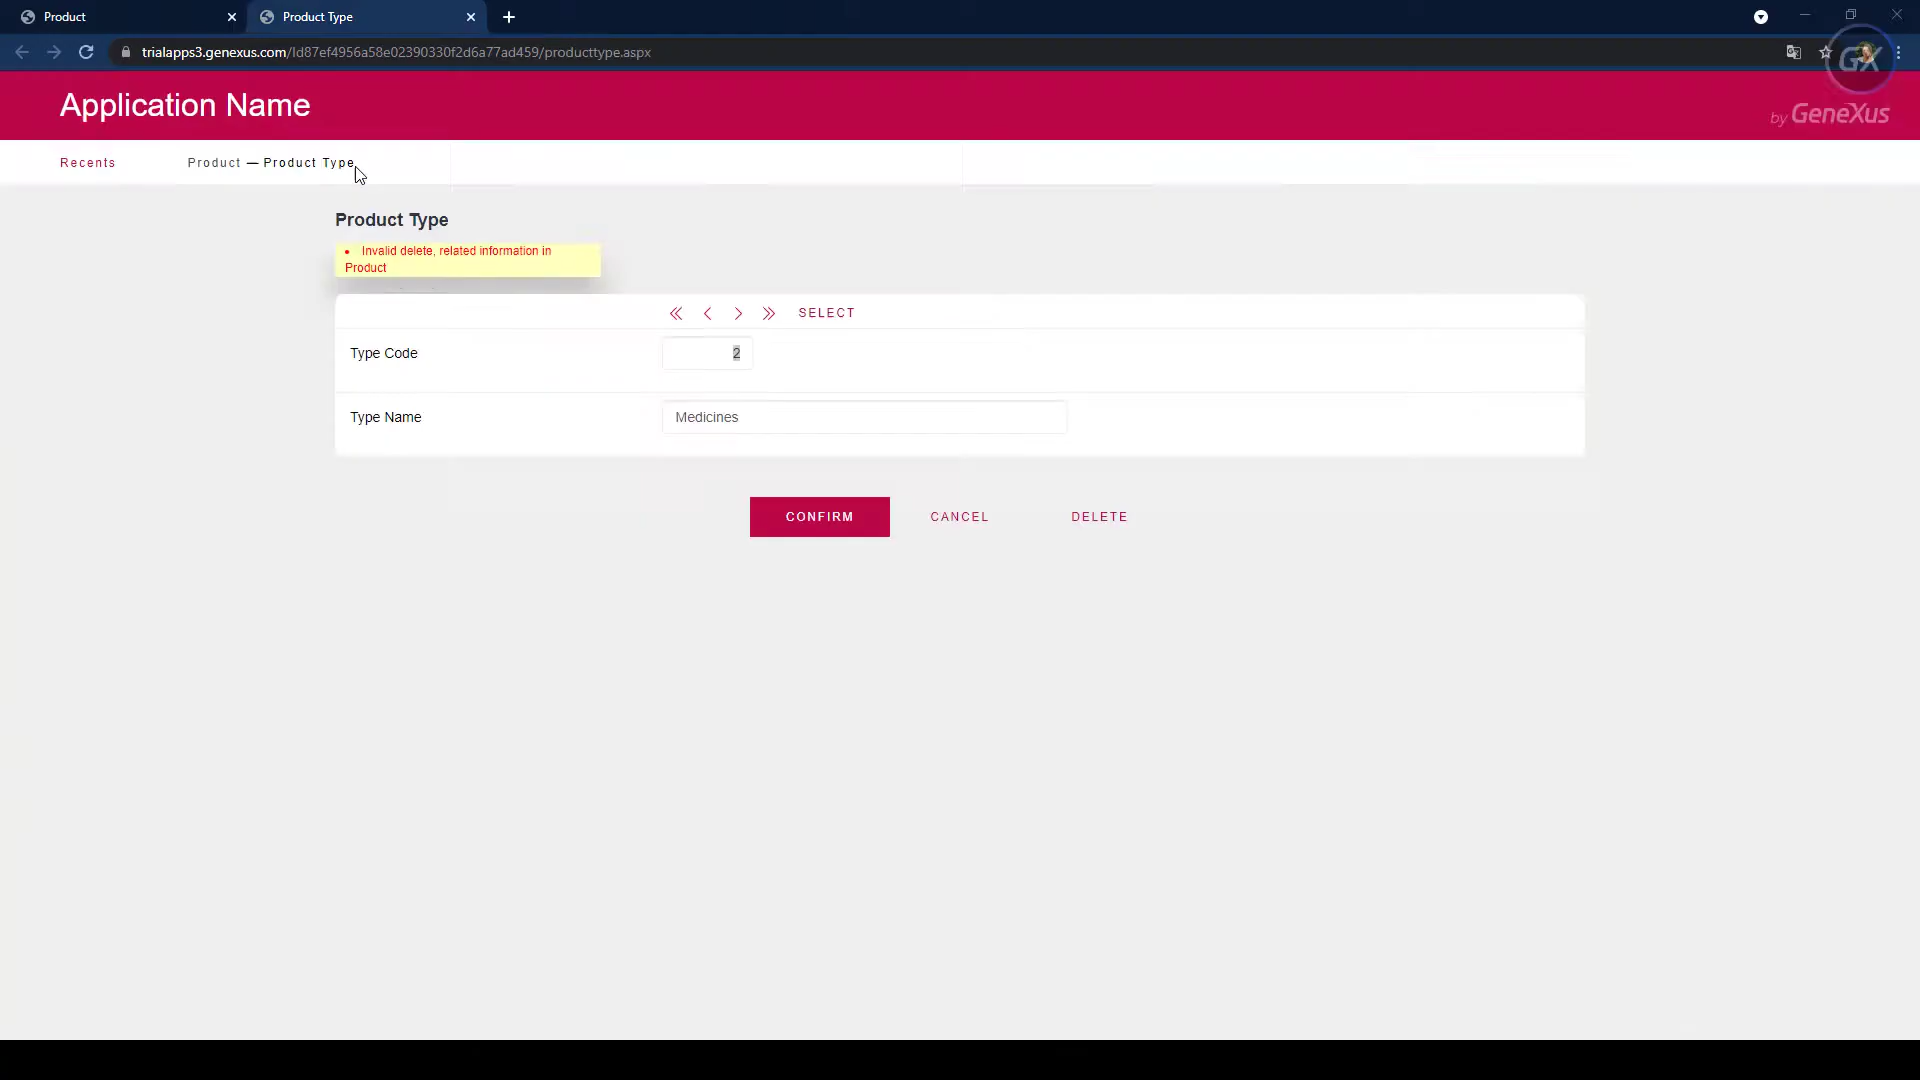 Product
Product Type
trialapps3.genexus.com/Id87ef4956a58e02390330f2d6a77ad459/producttype.aspx
GX
Application Name
by GeneXus
Recents
Product — Product Type
Product Type
• Invalid delete, related information in
Product
SELECT
Type Code
2
Type Name
Medicines
CONFIRM
CANCEL
DELETE